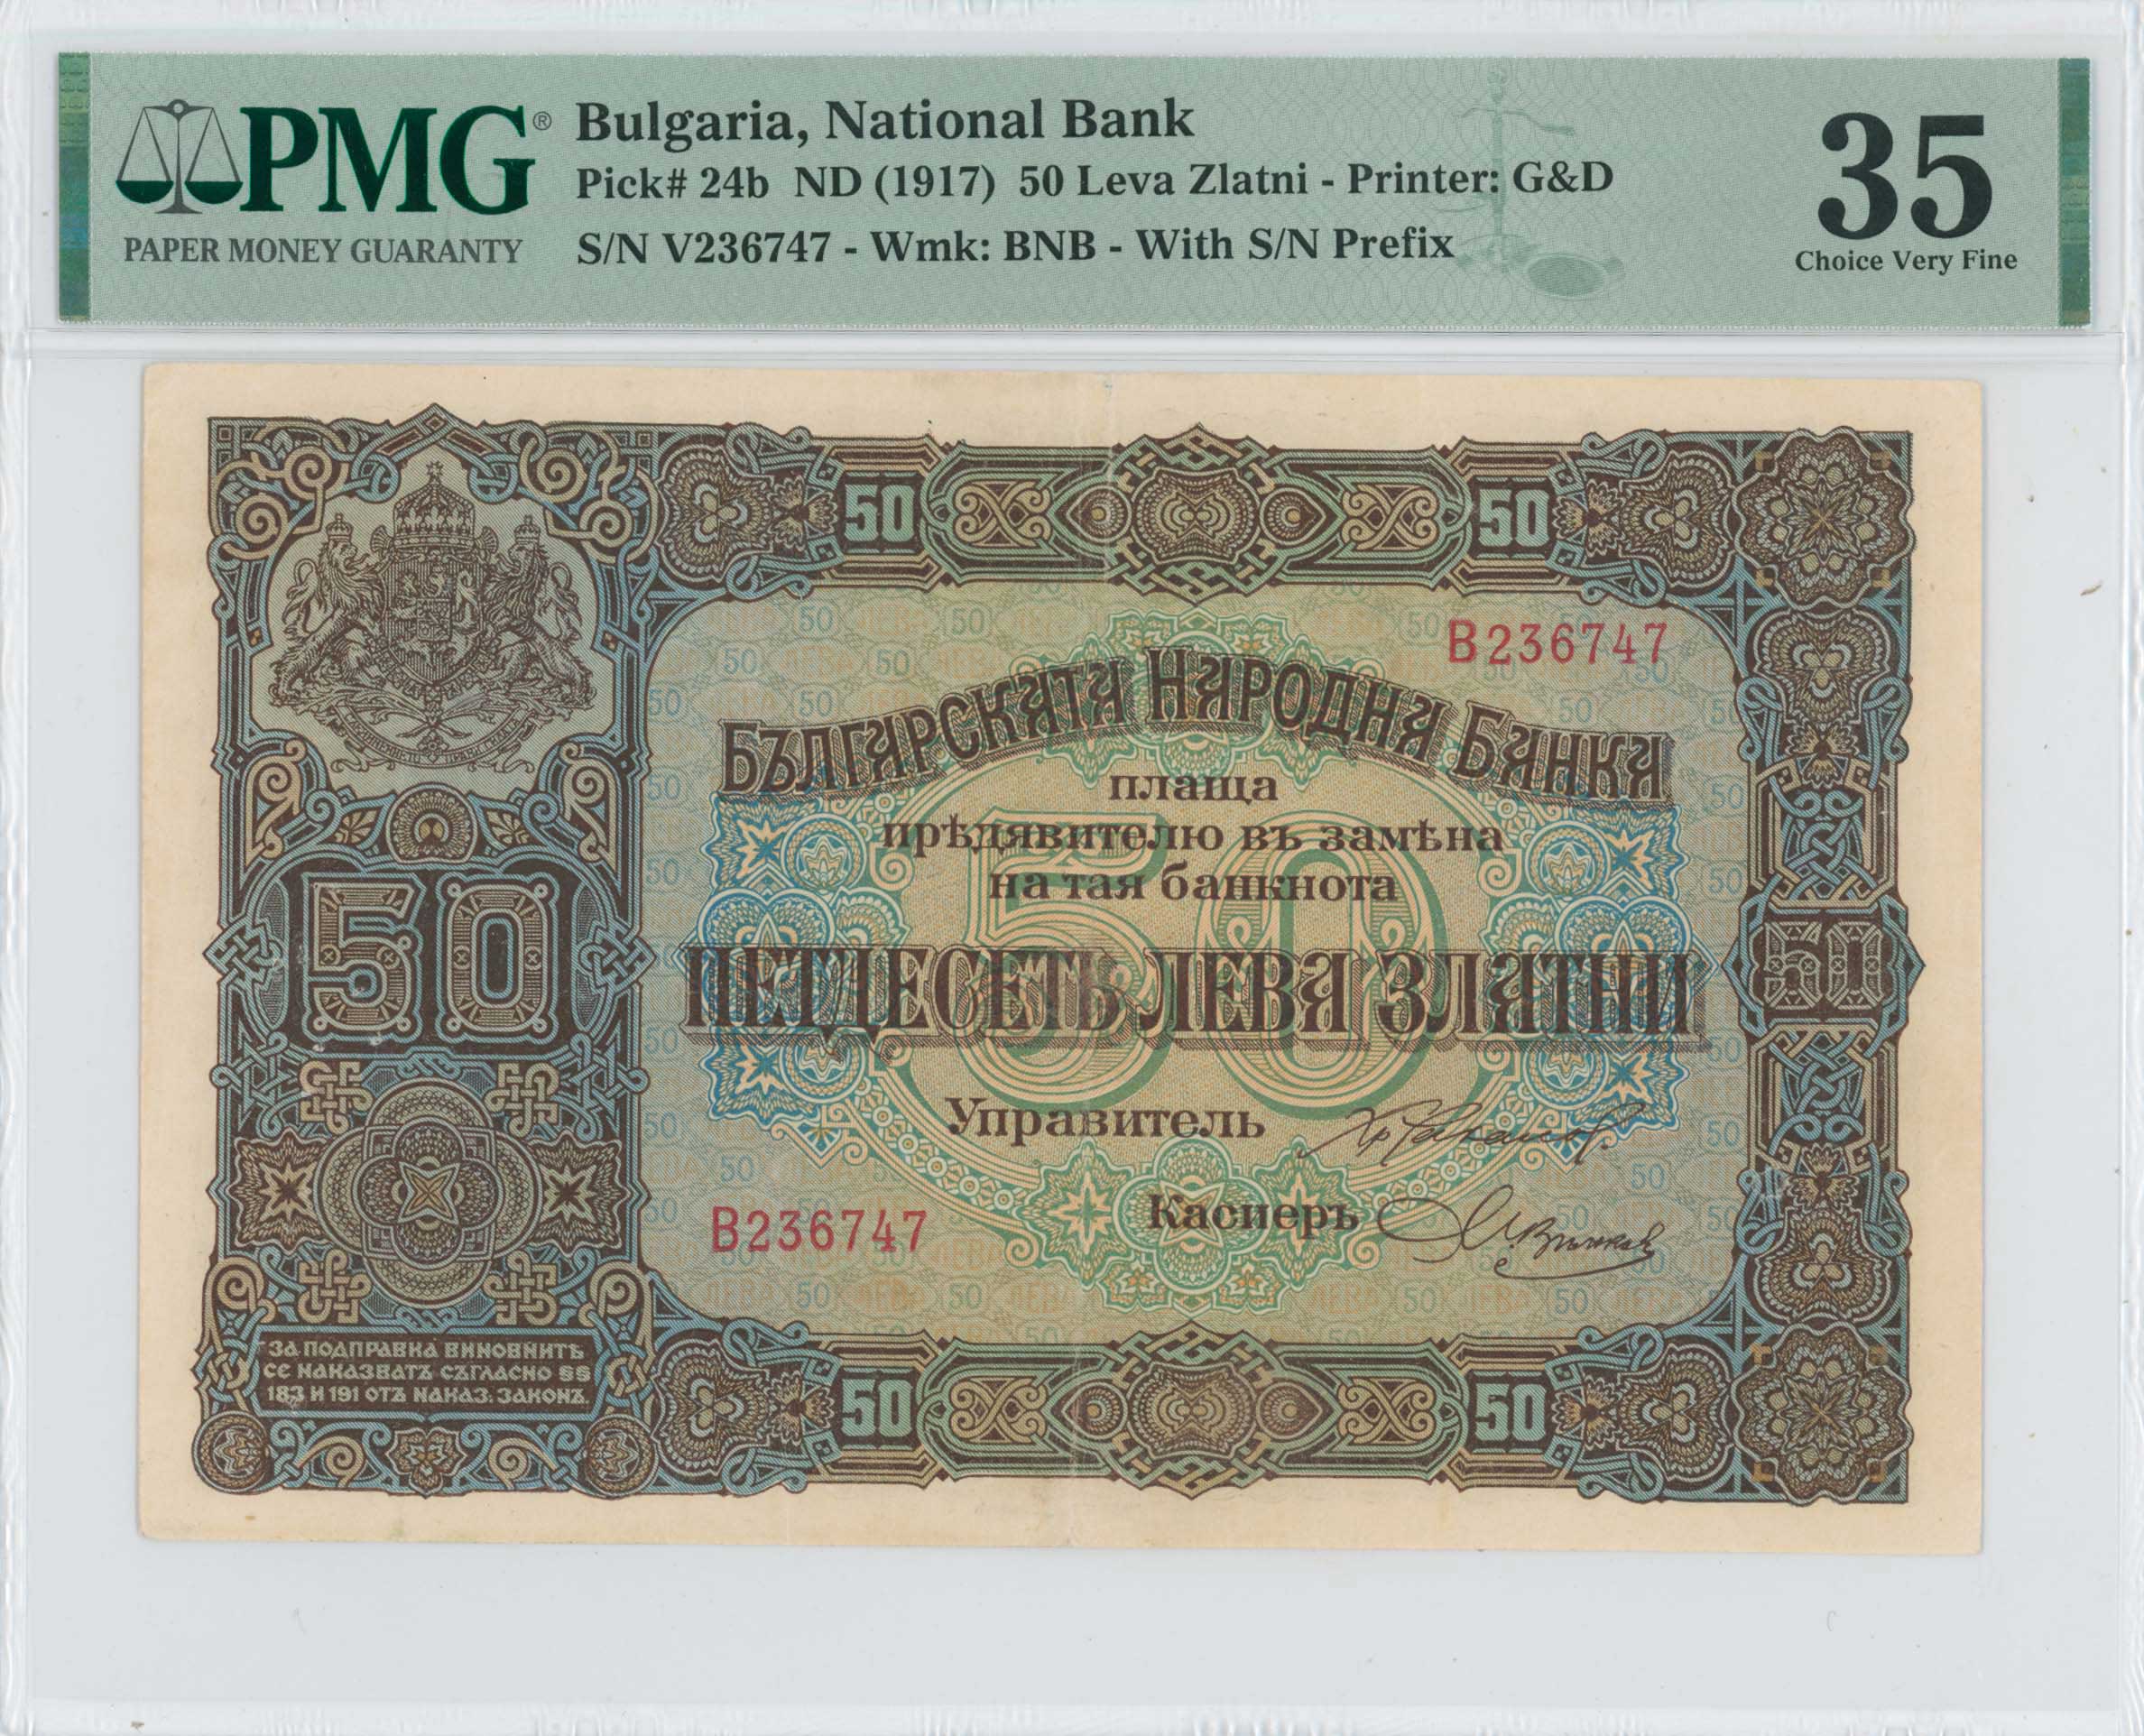 PMG®
PAPER MONEY GUARANTY
Bulgaria, National Bank
Pick# 24b ND (1917) 50 Leva Zlatni - Printer: G&D
S/N V236747 - Wmk: BNB - With S/N Prefix
35
Choice Very Fine
50 50
В236747
БЪЛГАРСКАТА НАРОДНА БАНКА
плаща
прѣдявителю въ замѣна
на тая банкнота
50
50
50
ПЕТДЕСЕТЬ ЛЕВА ЗЛАТНИ
Управитель
Касиеръ
В236747
ЗА ПОДПРАВКА ВИНОВНИТѢ
СЕ НАКАЗВАТЪ СЪГЛАСНО §§
183 И 191 ОТЪ НАКАЗ. ЗАКОНЪ.
50 50